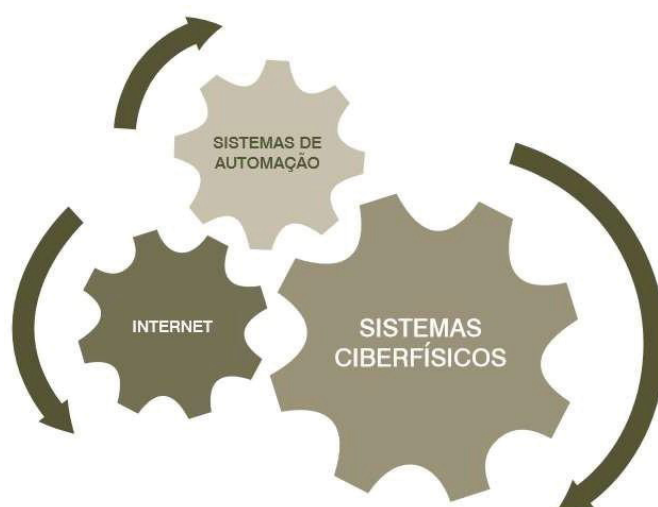 SISTEMAS DE
AUTOMAÇÃO
INTERNET
SISTEMAS
CIBERFÍSICOS